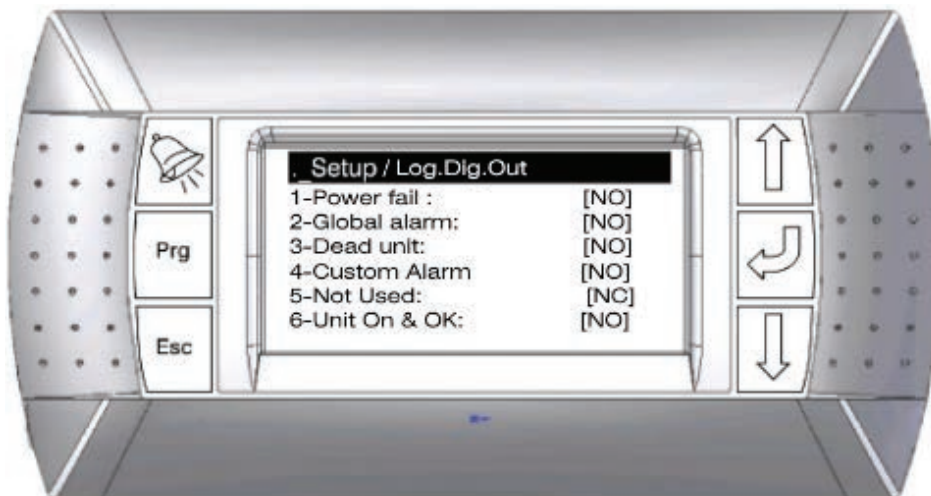 ._Setup / Log.Dig.Out
1-Power fail : [NO]
2-Global alarm: [NO]
3-Dead unit: [NO]
4-Custom Alarm [NO]
5-Not Used: [NC]
6-Unit On & OK: [NO]
Prg
Esc